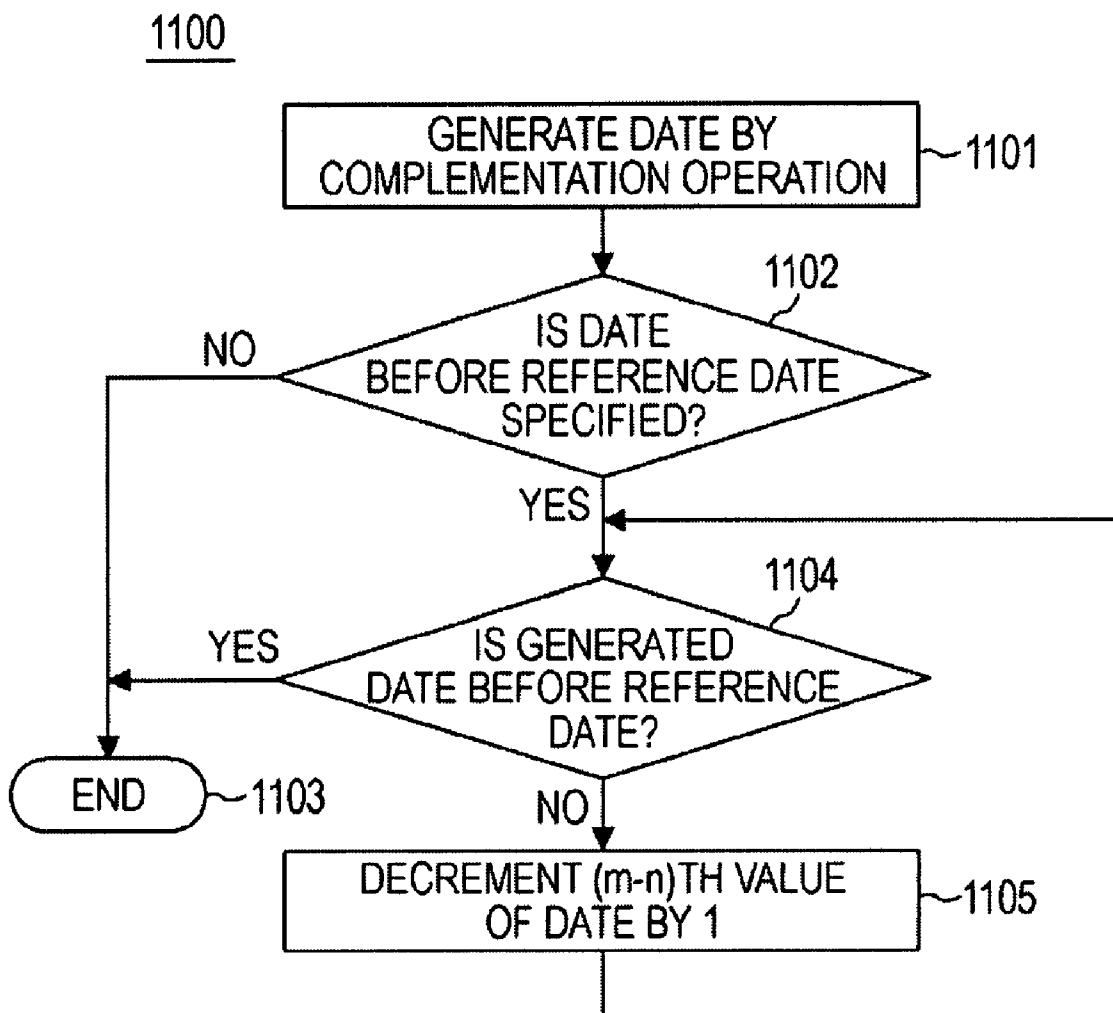 1100
GENERATE DATE BY
COMPLEMENTATION OPERATION
1101
1102
IS DATE
BEFORE REFERENCE DATE
SPECIFIED?
NO
YES
1104
IS GENERATED
DATE BEFORE REFERENCE
DATE?
YES
END
1103
NO
DECREMENT (m-n)TH VALUE
OF DATE BY 1
1105